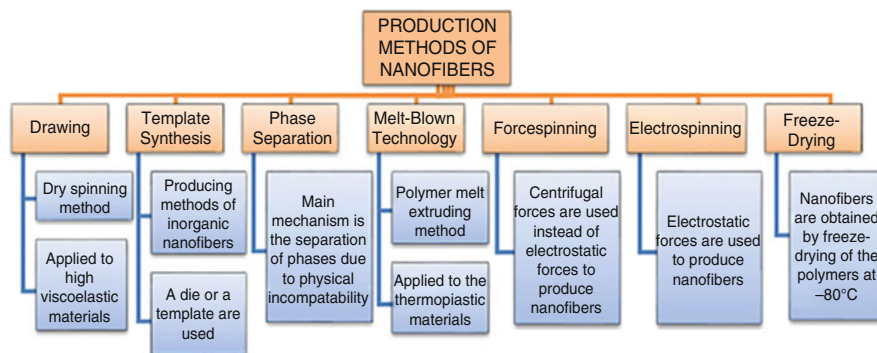 PRODUCTION
METHODS OF
NANOFIBERS
Drawing
Template
Synthesis
Phase
Separation
Melt-Blown
Technology
Forcespinning
Electrospinning
Freeze-
Drying
Dry spinning
method
Applied to high
viscoelastic
materials
Producing
methods of
inorganic
nanofibers
A die or a
template are
used
Main
mechanism is
the separation
of phases due
to physical
incompatability
Polymer melt
extruding
method
Applied to the
thermopiastic
materials
Centrifugal
forces are used
instead of
electrostatic
forces to
produce
nanofibers
Electrostatic
forces are used
to produce
nanofibers
Nanofibers
are obtained
by freeze-
drying of the
polymers at
–80°C